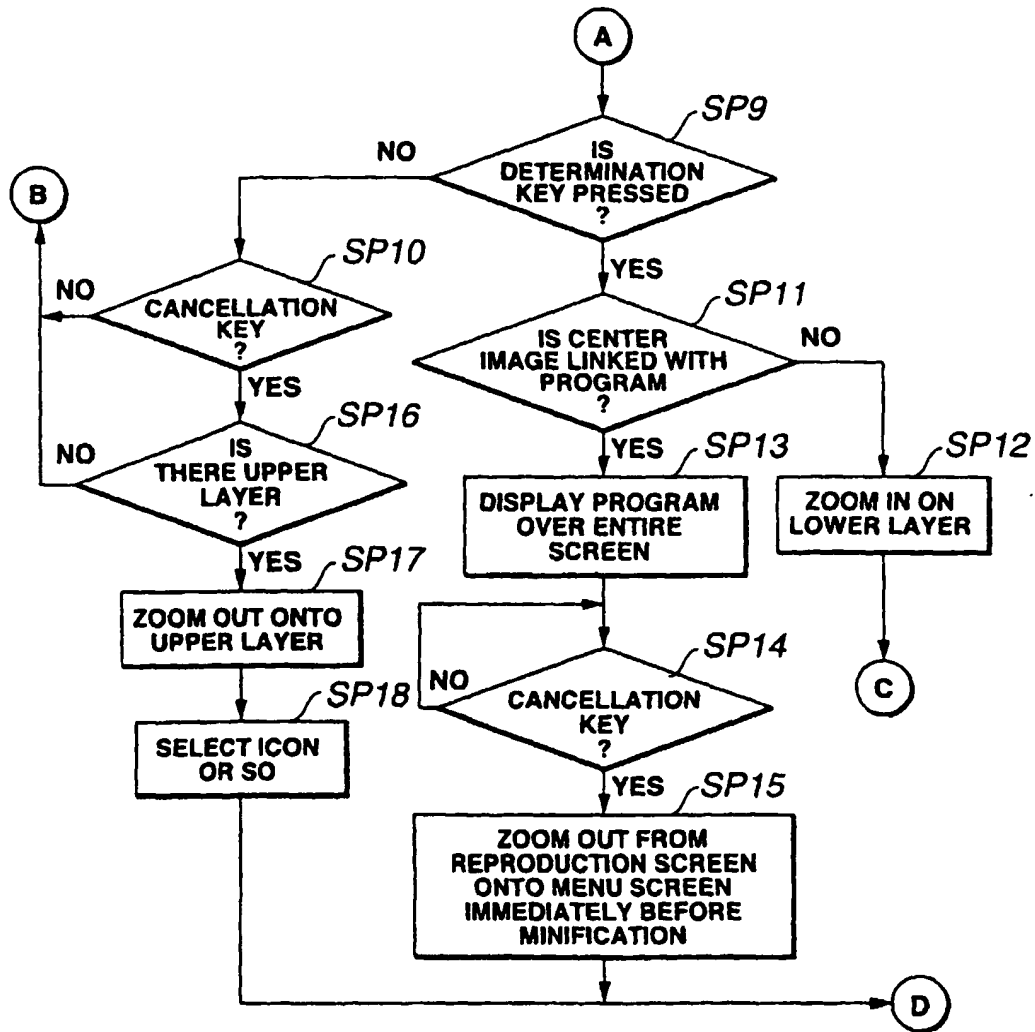 A
SP9
NO
IS
DETERMINATION
KEY PRESSED
?
B
SP10
YES
SP11
NO
CANCELLATION
KEY
?
IS CENTER
IMAGE LINKED WITH
PROGRAM
?
NO
YES
SP16
YES
SP13
SP12
NO
IS
THERE UPPER
LAYER
?
DISPLAY PROGRAM
OVER ENTIRE
SCREEN
ZOOM IN ON
LOWER LAYER
YES
SP17
ZOOM OUT ONTO
UPPER LAYER
SP14
SP18
NO
CANCELLATION
KEY
?
C
SELECT ICON
OR SO
YES
SP15
ZOOM OUT FROM
REPRODUCTION SCREEN
ONTO MENU SCREEN
IMMEDIATELY BEFORE
MINIFICATION
D